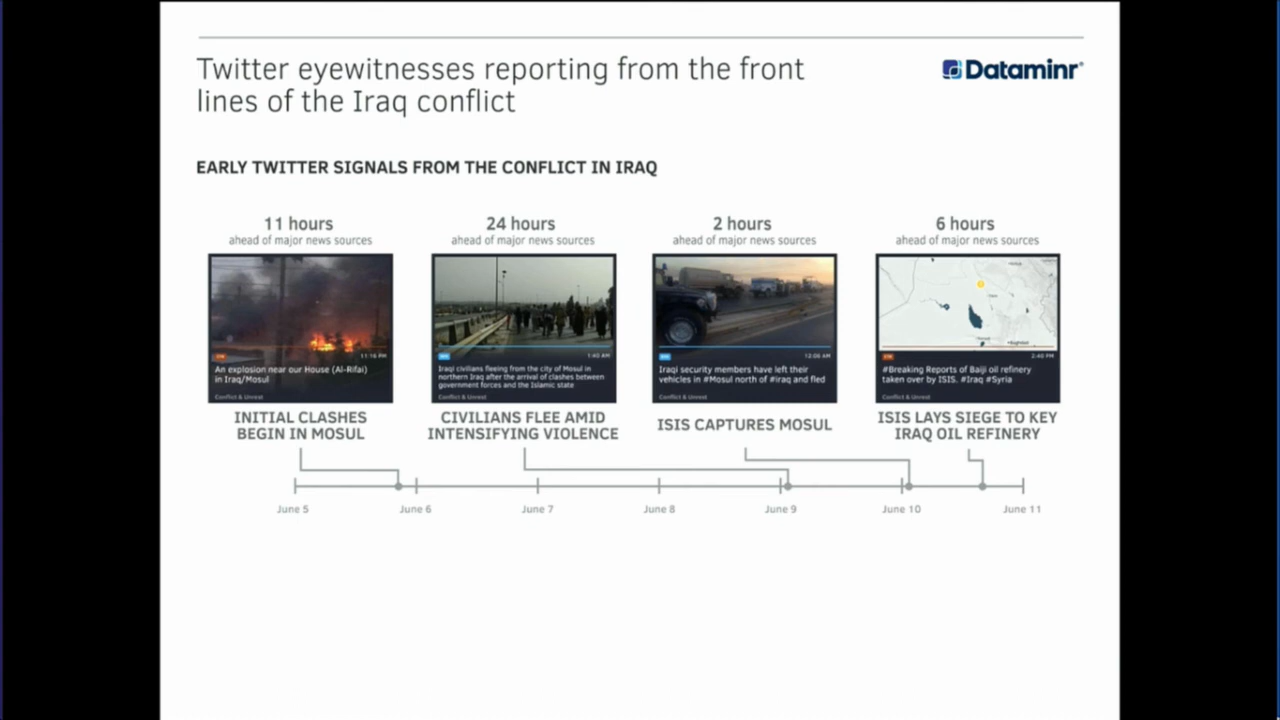 Twitter eyewitnesses reporting from the front
lines of the Iraq conflict
Dataminr®
EARLY TWITTER SIGNALS FROM THE CONFLICT IN IRAQ
11 hours
ahead of major news sources
11:16 PM
An explosion near our House (Al-Rifai)
in Iraq/Mosul
Conflict & Unrest
INITIAL CLASHES
BEGIN IN MOSUL
24 hours
ahead of major news sources
1:40 AM
Iraqi civilians fleeing from the city of Mosul in
northern Iraq after the arrival of clashes between
government forces and the Islamic state
Conflict & Unrest
CIVILIANS FLEE AMID
INTENSIFYING VIOLENCE
2 hours
ahead of major news sources
12:06 AM
Iraqi security members have left their
vehicles in #Mosul north of #iraq and fled
Conflict & Unrest
ISIS CAPTURES MOSUL
6 hours
ahead of major news sources
2:40 PM
#Breaking Reports of Baiji oil refinery
taken over by ISIS. #Iraq #Syria
Conflict & Unrest
ISIS LAYS SIEGE TO KEY
IRAQ OIL REFINERY
June 5
June 6
June 7
June 8
June 9
June 10
June 11